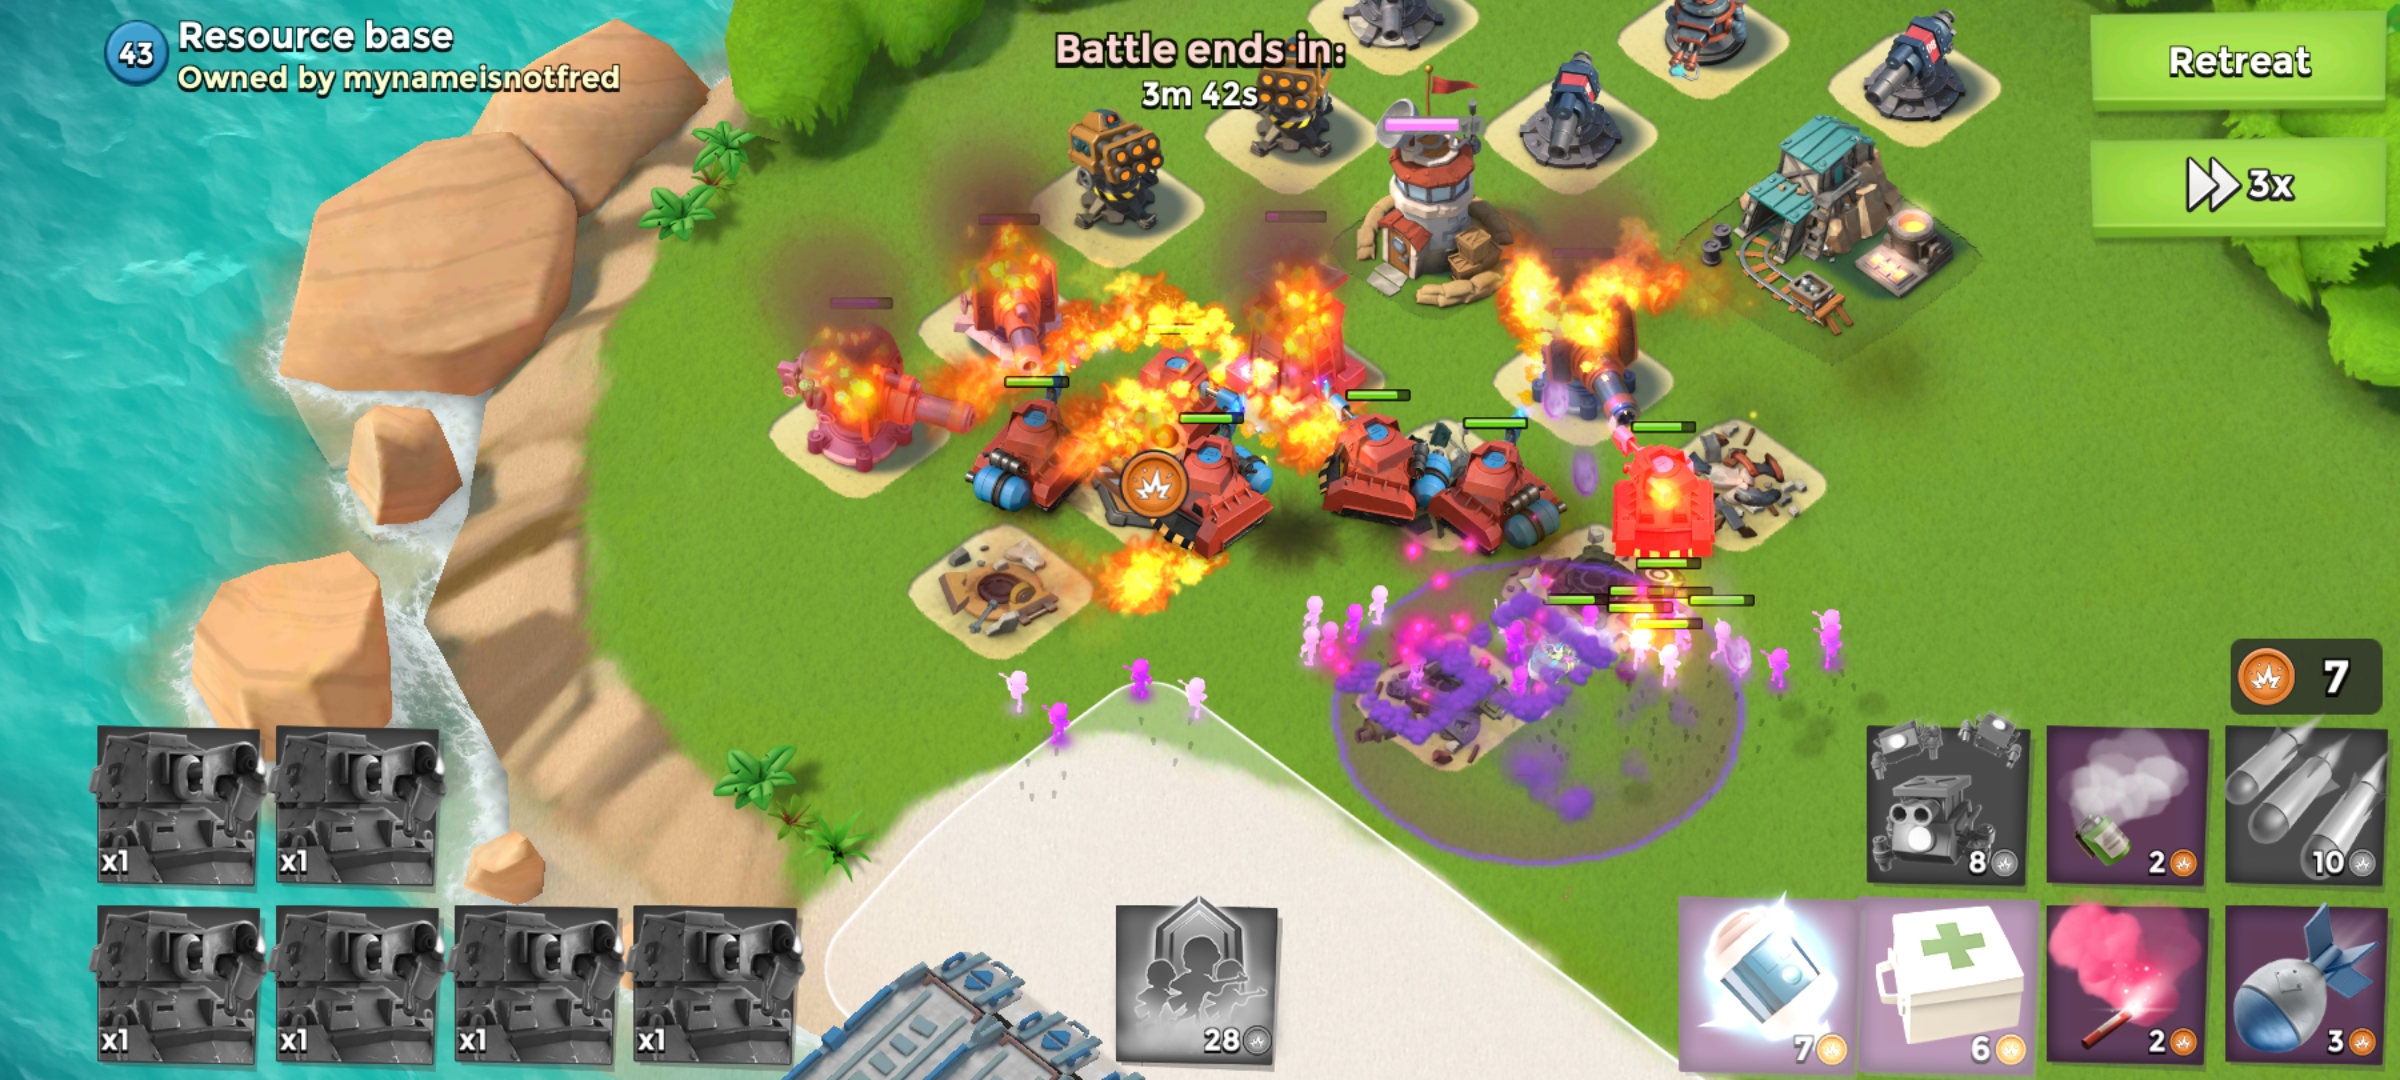 43
Resource base
Owned by mynameisnotfred
Battle ends in:
3m 42s
Retreat
3x
7
x1
x1
8
2
10
x1
x1
x1
x1
28
7
6
2
3